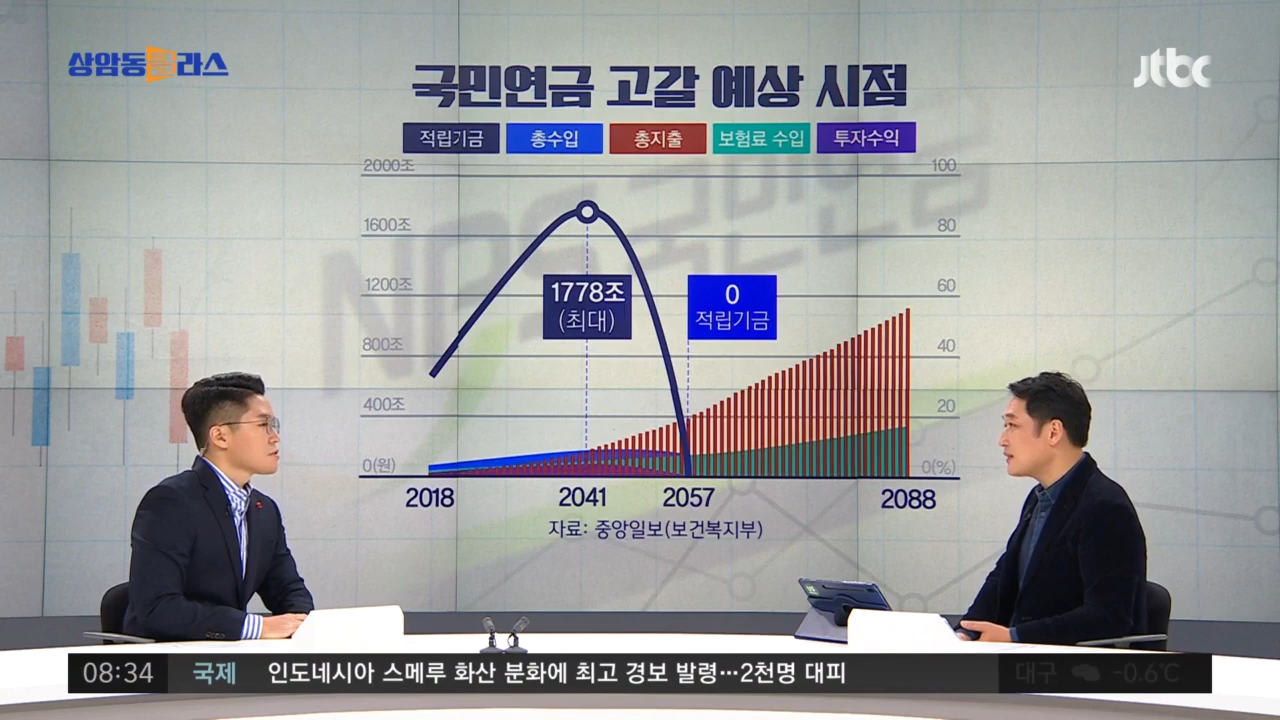 상암동클라스
jtbc
국민연금 고갈 예상 시점
적립기금 총수입 총지출 보험료 수입 투자수익
2000조 100
1600조 80
1200조 60
1778조 0
(최대) 적립기금
800조 40
400조 20
0(원) 0(%)
2018 2041 2057 2088
자료: 중앙일보(보건복지부)
NPS 국민연금
08:34 국제 인도네시아 스메루 화산 분화에 최고 경보 발령…2천명 대피 대구 -0.6℃